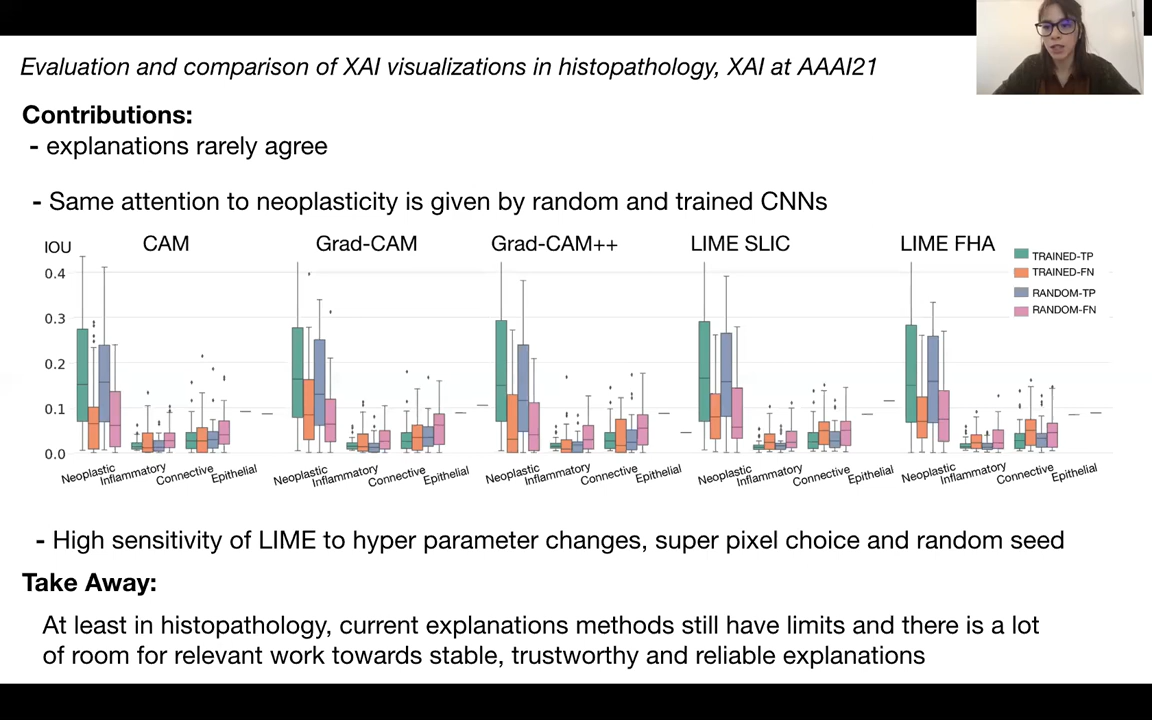 Evaluation and comparison of XAI visualizations in histopathology, XAI at AAAI21
Contributions:
- explanations rarely agree
- Same attention to neoplasticity is given by random and trained CNNs
IOU
CAM
Grad-CAM
Grad-CAM++
LIME SLIC
LIME FHA
TRAINED-TP
TRAINED-FN
RANDOM-TP
RANDOM-FN
0.4
0.3
0.2
0.1
0.0
Neoplastic Inflammatory Connective Epithelial
Neoplastic Inflammatory Connective Epithelial
Neoplastic Inflammatory Connective Epithelial
Neoplastic Inflammatory Connective Epithelial
Neoplastic Inflammatory Connective Epithelial
- High sensitivity of LIME to hyper parameter changes, super pixel choice and random seed
Take Away:
At least in histopathology, current explanations methods still have limits and there is a lot
of room for relevant work towards stable, trustworthy and reliable explanations